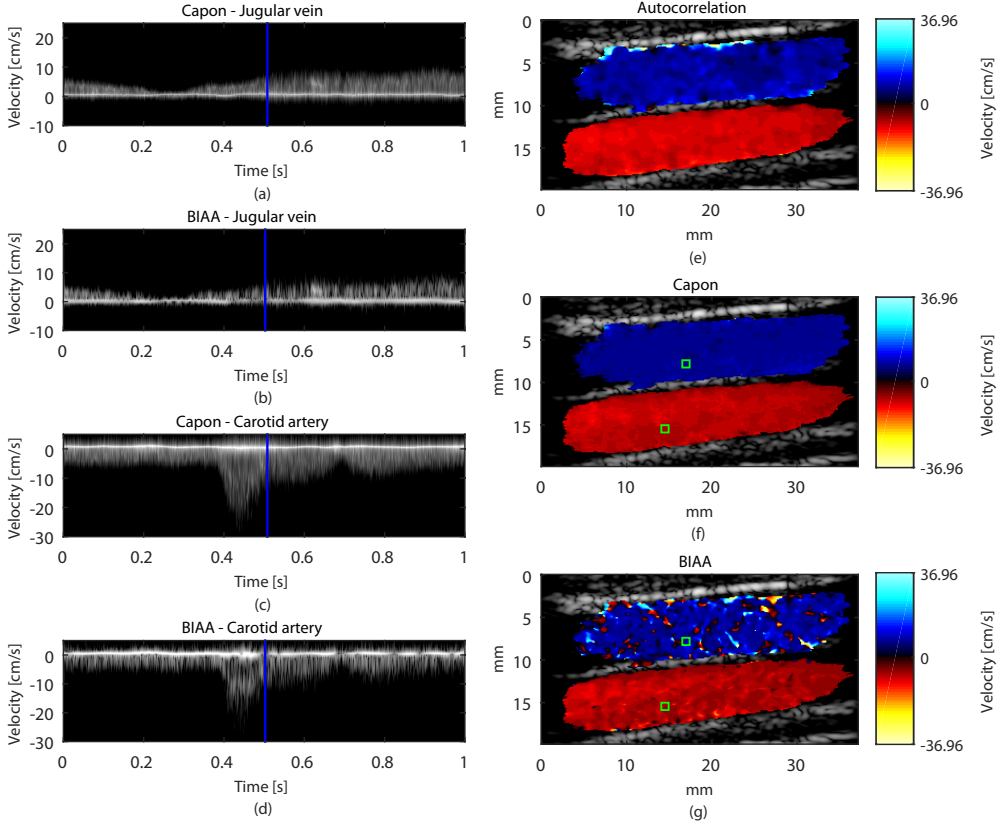 Capon - Jugular vein
Velocity [cm/s]
20
10
0
-10
0
0.2
0.4
0.6
0.8
1
Time [s]
(a)
BIAA - Jugular vein
Velocity [cm/s]
20
10
0
-10
0
0.2
0.4
0.6
0.8
1
Time [s]
(b)
Capon - Carotid artery
Velocity [cm/s]
0
-10
-20
-30
0
0.2
0.4
0.6
0.8
1
Time [s]
(c)
BIAA - Carotid artery
Velocity [cm/s]
0
-10
-20
-30
0
0.2
0.4
0.6
0.8
1
Time [s]
(d)
Autocorrelation
mm
0
5
10
15
0
10
20
30
mm
(e)
36.96
0
-36.96
Velocity [cm/s]
Capon
mm
0
5
10
15
0
10
20
30
mm
(f)
36.96
0
-36.96
Velocity [cm/s]
BIAA
mm
0
5
10
15
0
10
20
30
mm
(g)
36.96
0
-36.96
Velocity [cm/s]